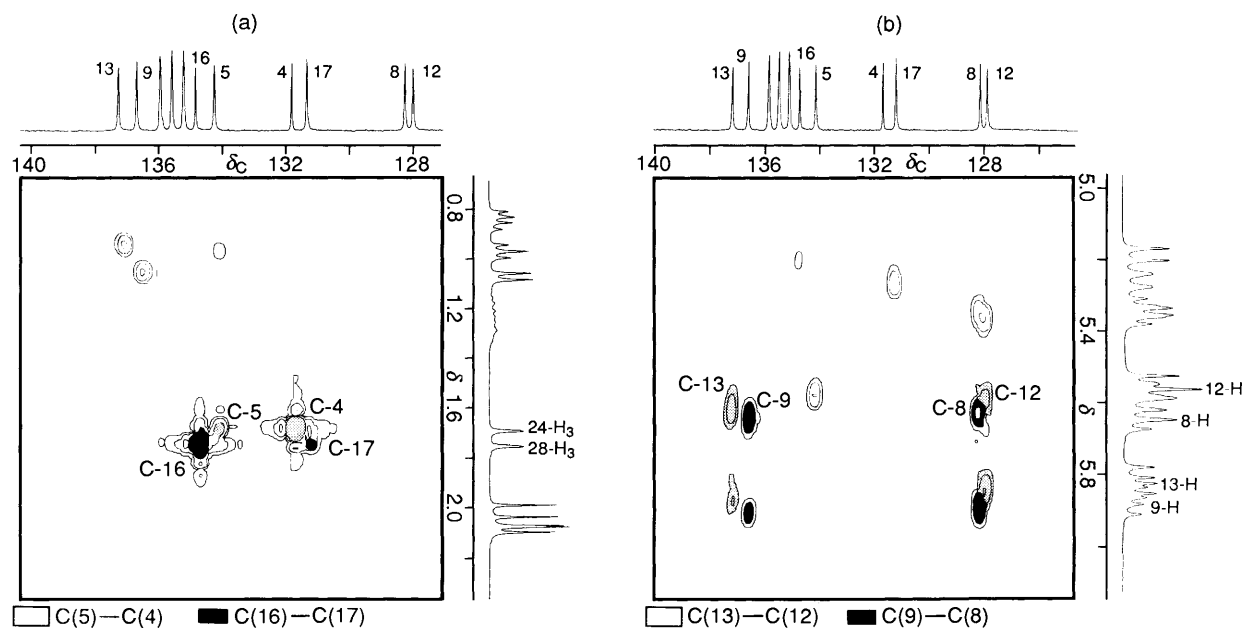 (a)
13 9 16 5 4 17 8 12
140 136 132 128
δC
0.8
1.2
δ
1.6
2.0
C-5
C-4
C-16
C-17
24-H3
28-H3
C(5)—C(4) C(16)—C(17)
(b)
13 9 16 5 4 17 8 12
140 136 132 128
δC
5.0
5.4
δ
5.8
C-13
C-9
C-8
C-12
12-H
8-H
13-H
9-H
C(13)—C(12) C(9)—C(8)